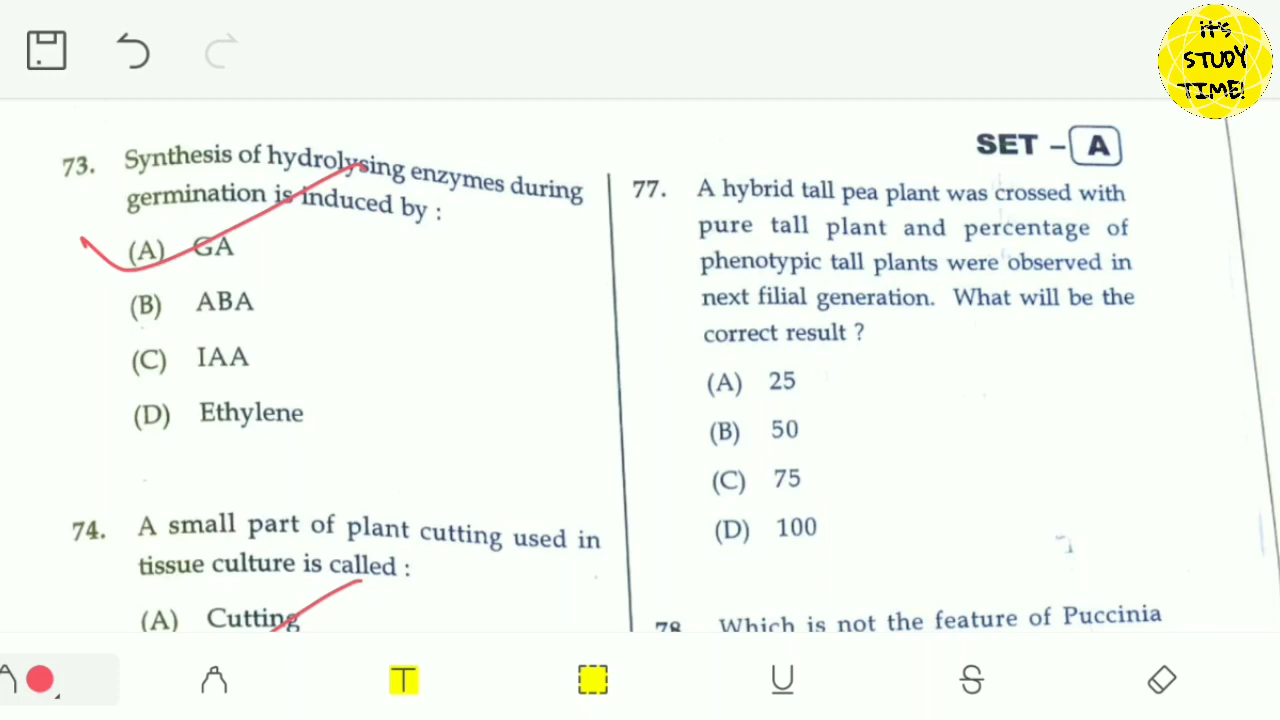 IT'S
STUDY
TIME!
SET - A
73. Synthesis of hydrolysing enzymes during
germination is induced by :
(A) GA
(B) ABA
(C) IAA
(D) Ethylene
74. A small part of plant cutting used in
tissue culture is called :
(A) Cutting
77. A hybrid tall pea plant was crossed with
pure tall plant and percentage of
phenotypic tall plants were observed in
next filial generation. What will be the
correct result ?
(A) 25
(B) 50
(C) 75
(D) 100
78 Which is not the feature of Puccinia
T
U
S